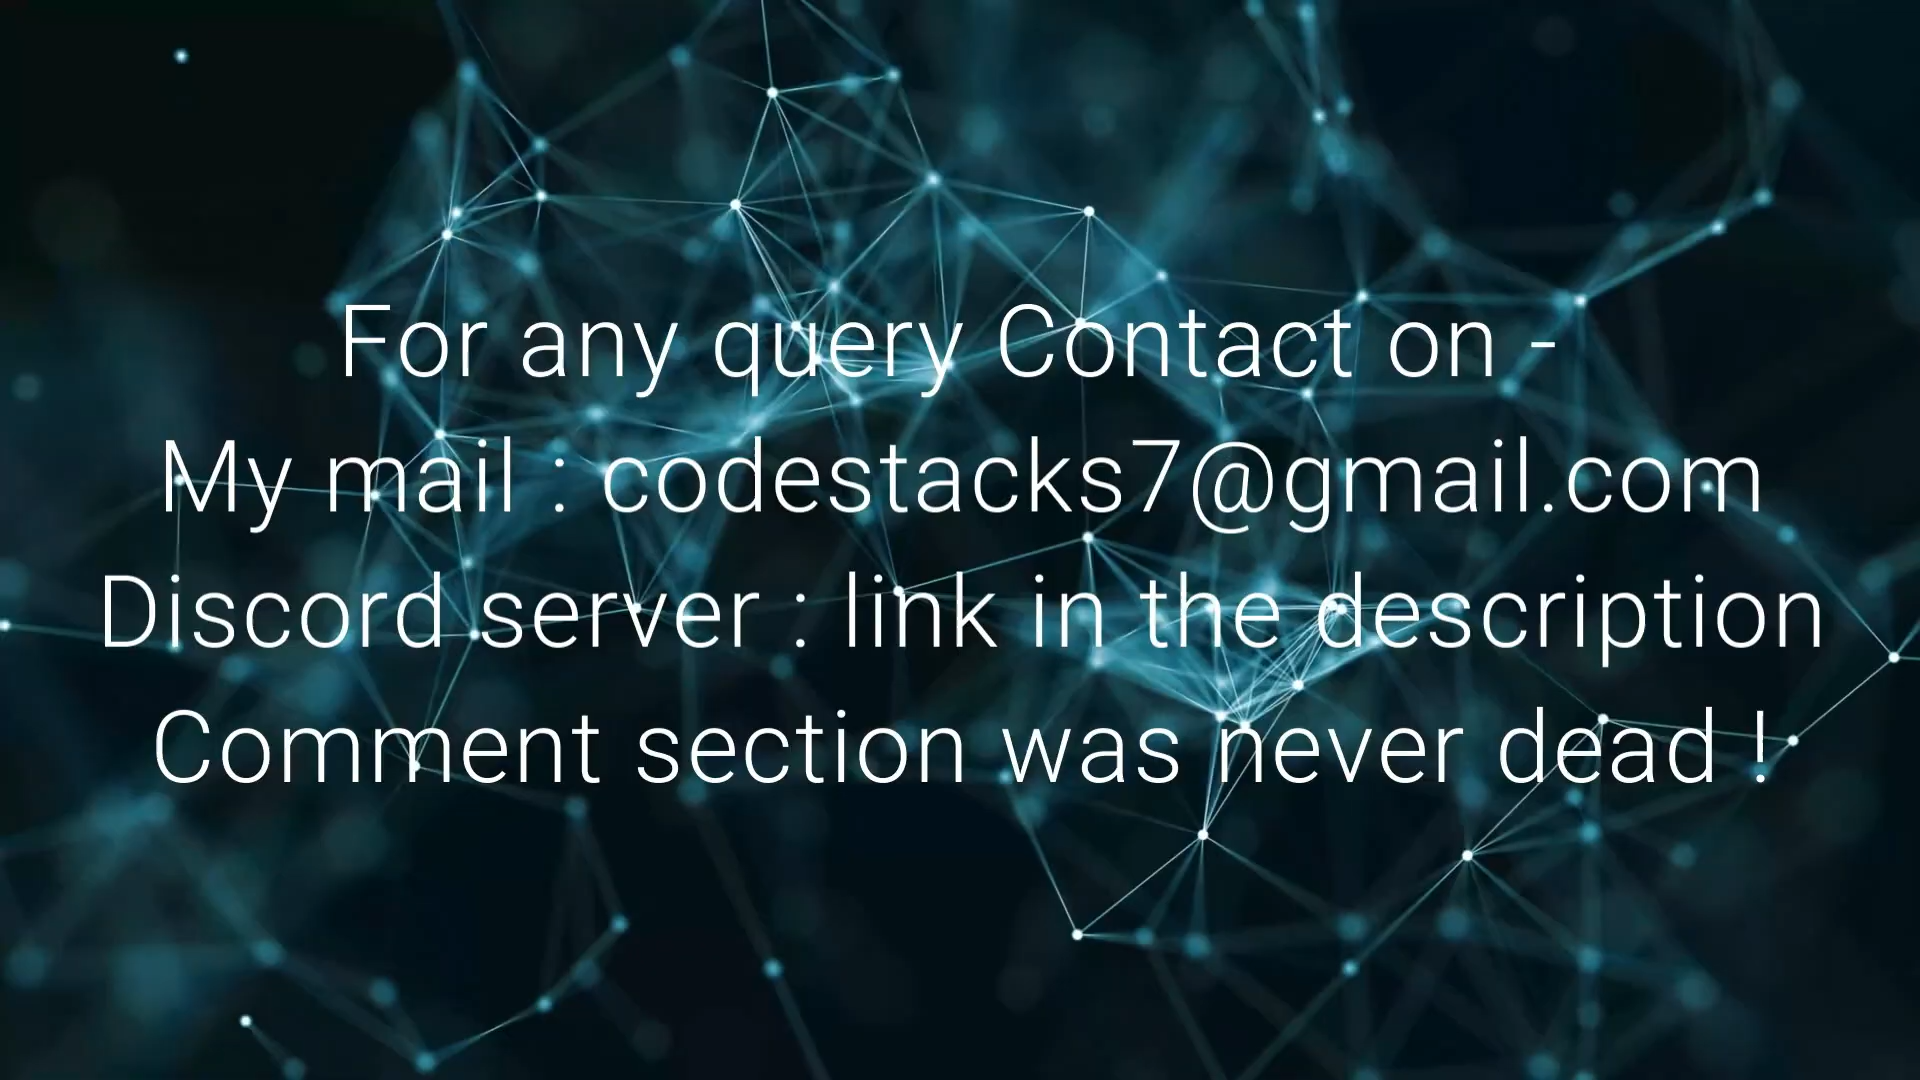 For any query Contact on -
My mail : codestacks7@gmail.com
Discord server : link in the description
Comment section was never dead !